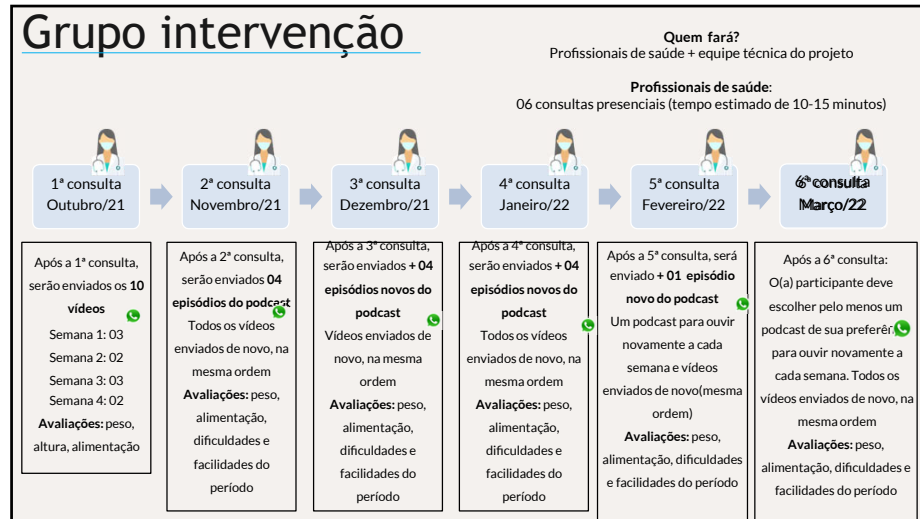 Grupo intervenção
Quem fará?
Profissionais de saúde + equipe técnica do projeto
Profissionais de saúde:
06 consultas presenciais (tempo estimado de 10-15 minutos)
1ª consulta
Outubro/21
2ª consulta
Novembro/21
3ª consulta
Dezembro/21
4ª consulta
Janeiro/22
5ª consulta
Fevereiro/22
6ª consulta
Março/22
Após a 1ª consulta,
serão enviados os 10
vídeos
Semana 1: 03
Semana 2: 02
Semana 3: 03
Semana 4: 02
Avaliações: peso,
altura, alimentação
Após a 2ª consulta,
serão enviados 04
episódios do podcast
Todos os vídeos
enviados de novo, na
mesma ordem
Avaliações: peso,
alimentação,
dificuldades e
facilidades do
período
Após a 3ª consulta,
serão enviados + 04
episódios novos do
podcast
Vídeos enviados de
novo, na mesma
ordem
Avaliações: peso,
alimentação,
dificuldades e
facilidades do
período
Após a 4ª consulta,
serão enviados + 04
episódios novos do
podcast
Todos os vídeos
enviados de novo, na
mesma ordem
Avaliações: peso,
alimentação,
dificuldades e
facilidades do
período
Após a 5ª consulta, será
enviado + 01 episódio
novo do podcast
Um podcast para ouvir
novamente a cada
semana e vídeos
enviados de novo(mesma
ordem)
Avaliações: peso,
alimentação, dificuldades
e facilidades do período
Após a 6ª consulta:
O(a) participante deve
escolher pelo menos um
podcast de sua preferên
para ouvir novamente a
cada semana. Todos os
vídeos enviados de novo, na
mesma ordem
Avaliações: peso,
alimentação, dificuldades e
facilidades do período